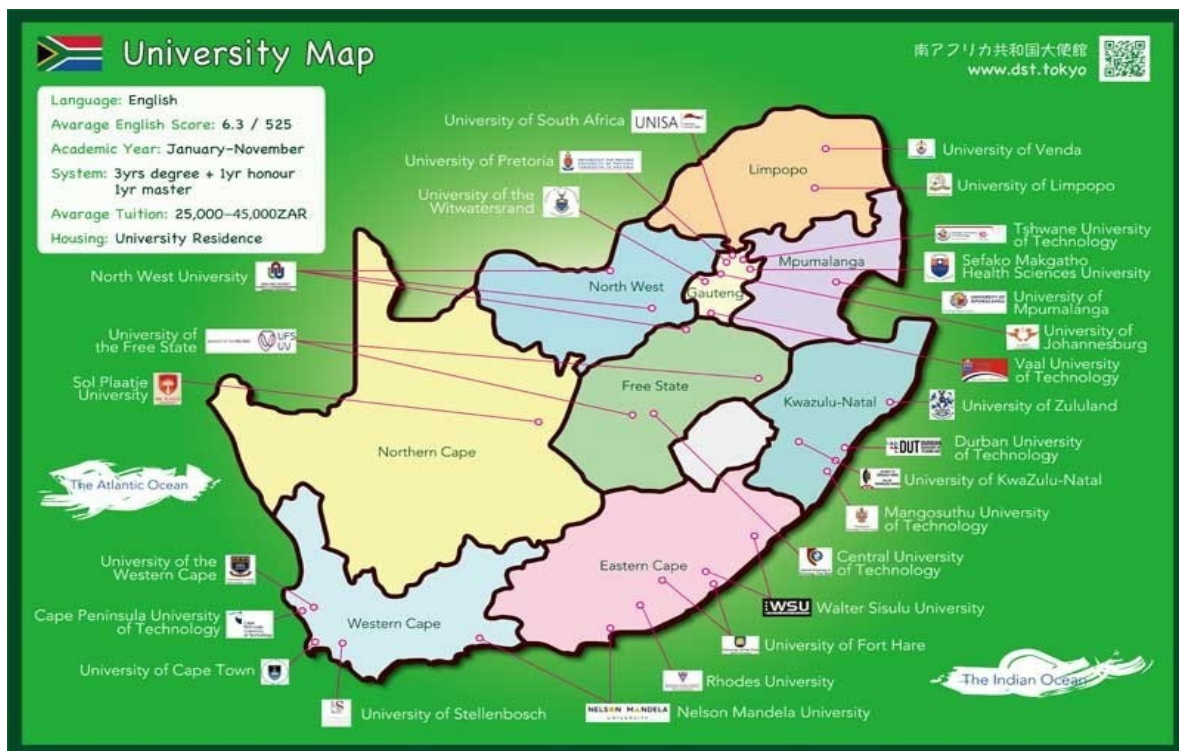 University Map
南アフリカ共和国大使館
www.dst.tokyo
Language: English
Avarage English Score: 6.3 / 525
Academic Year: January–November
System: 3yrs degree + 1yr honour
1yr master
Avarage Tuition: 25,000–45,000ZAR
Housing: University Residence
University of South Africa
UNISA
University of Pretoria
University of the
Witwatersrand
North West University
University of
the Free State
UFS
UV
Sol Plaatje
University
The Atlantic Ocean
University of the
Western Cape
Cape Peninsula University
of Technology
University of Cape Town
University of Stellenbosch
Limpopo
North West
Gauteng
Mpumalanga
Free State
Kwazulu-Natal
Northern Cape
Eastern Cape
Western Cape
University of Venda
University of Limpopo
Tshwane University
of Technology
Sefako Makgatho
Health Sciences University
University of
Mpumalanga
University of
Johannesburg
Vaal University
of Technology
University of Zululand
DUT
Durban University
of Technology
University of KwaZulu-Natal
Mangosuthu University
of Technology
Central University
of Technology
WSU
Walter Sisulu University
University of Fort Hare
Rhodes University
NELSON MANDELA
UNIVERSITY
Nelson Mandela University
The Indian Ocean